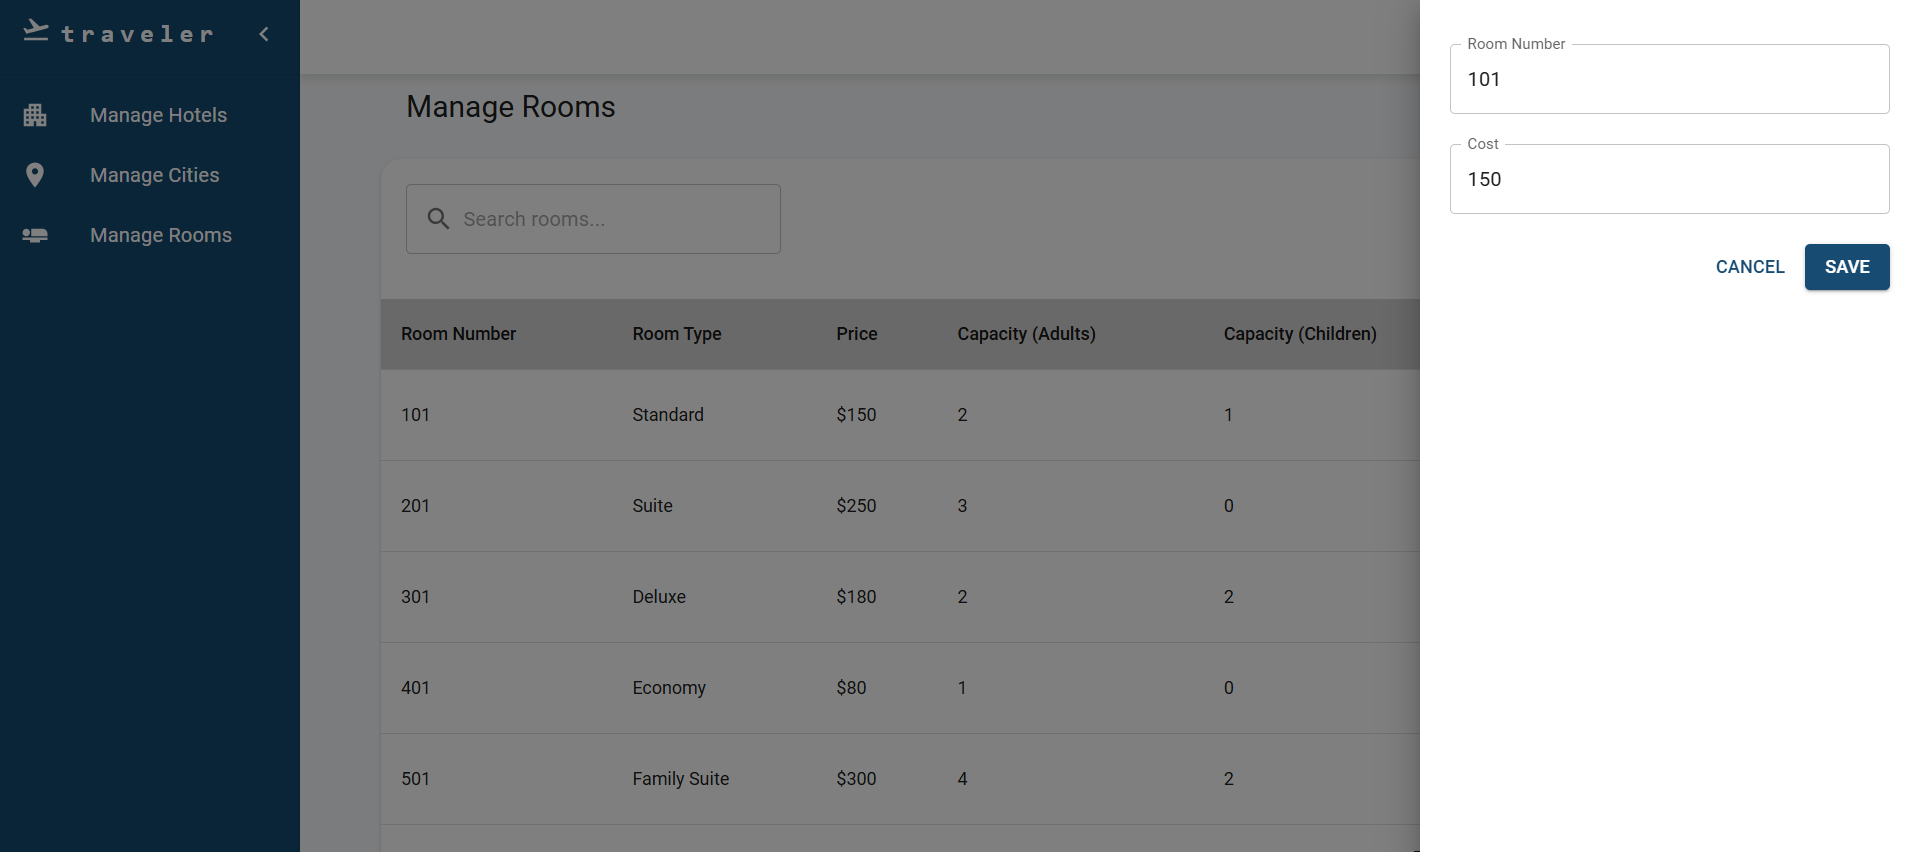 traveler
Manage Hotels
Manage Cities
Manage Rooms
Manage Rooms
Search rooms...
Room Number Room Type Price Capacity (Adults) Capacity (Children)
101 Standard $150 2 1
201 Suite $250 3 0
301 Deluxe $180 2 2
401 Economy $80 1 0
501 Family Suite $300 4 2
Room Number
101
Cost
150
CANCEL SAVE